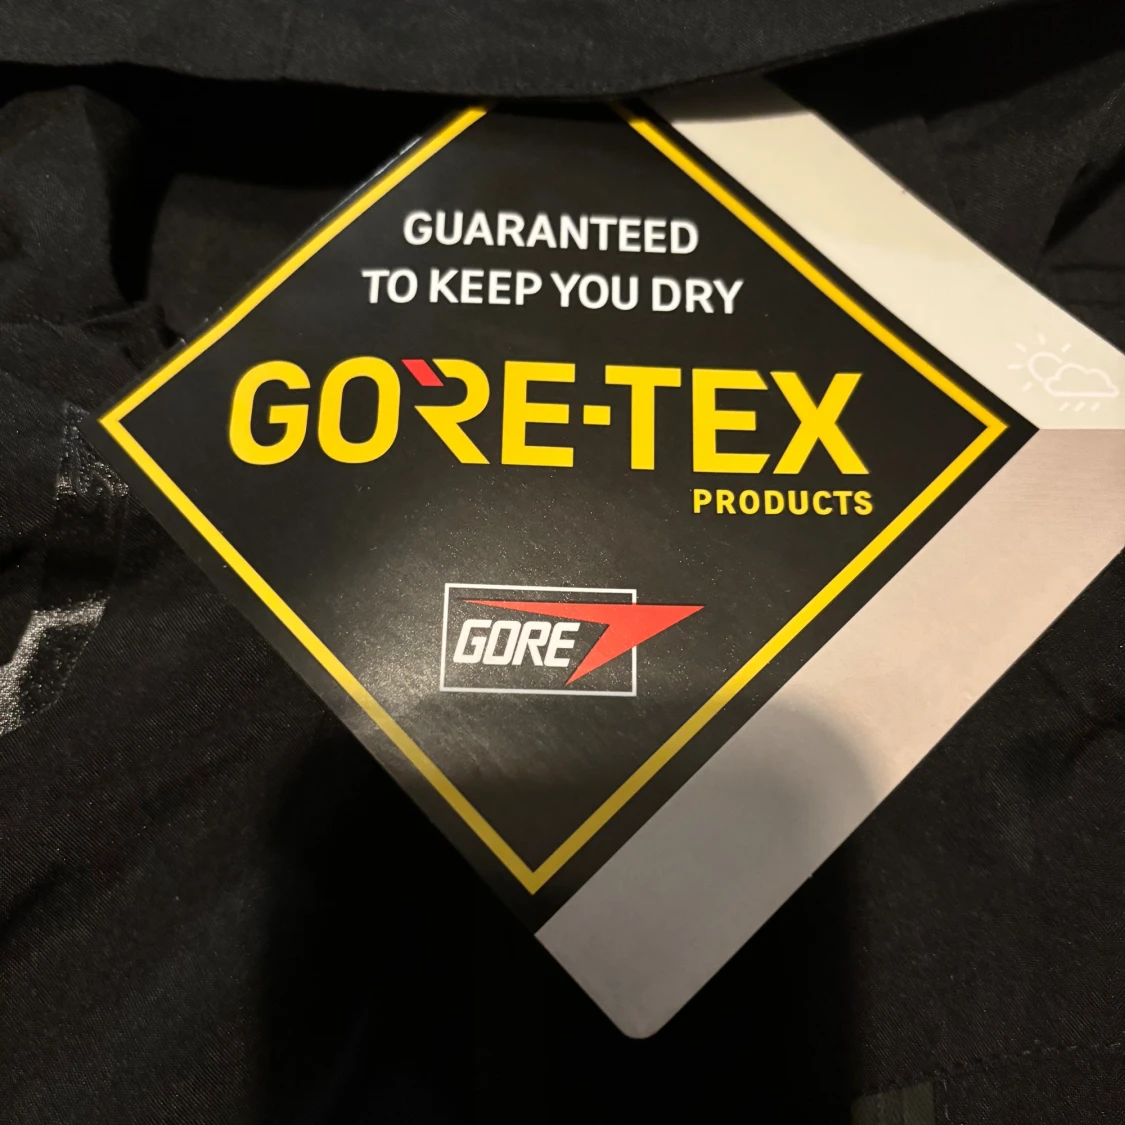 GUARANTEED
TO KEEP YOU DRY
GORE-TEX
PRODUCTS
GORE